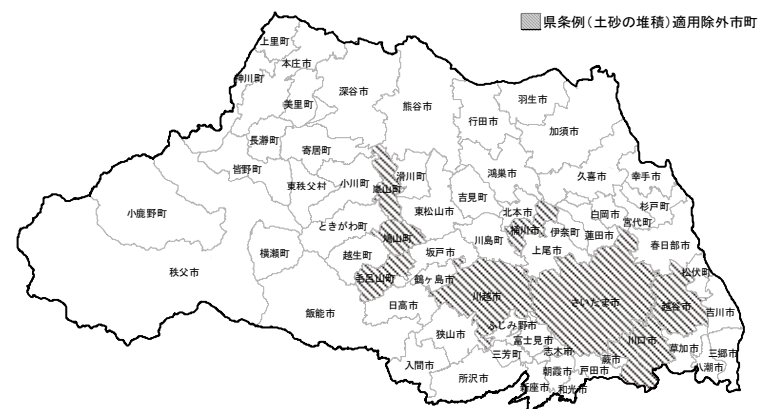 県条例(土砂の堆積)適用除外市町
上里町
本庄市
神川町
美里町
深谷市
熊谷市
行田市
羽生市
加須市
長瀞町
寄居町
皆野町
東秩父村
小川町
嵐山町
滑川町
鴻巣市
久喜市
幸手市
小鹿野町
吉見町
東松山市
北本市
桶川市
伊奈町
白岡市
杉戸町
宮代町
蓮田市
ときがわ町
鳩山町
川島町
上尾市
春日部市
横瀬町
越生町
坂戸市
秩父市
毛呂山町
鶴ヶ島市
松伏町
川越市
さいたま市
越谷市
飯能市
日高市
吉川市
ふじみ野市
狭山市
富士見市
川口市
草加市
三芳町
志木市
蕨市
三郷市
入間市
所沢市
朝霞市
戸田市
八潮市
新座市
和光市